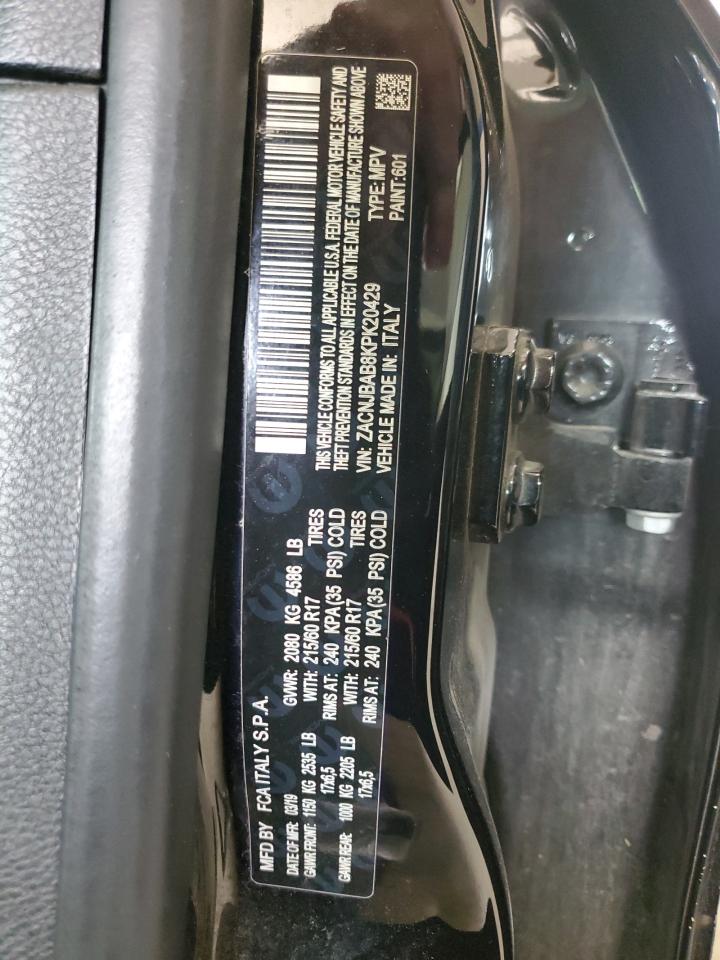 MFD BY FCA ITALY S.P.A.
DATE OF MFR: 03/19 GVWR: 2080 KG 4586 LB
GAWR FRONT: 1150 KG 2535 LB WITH: 215/60 R17 TIRES
17x6,5 RIMS AT: 240 KPA(35 PSI) COLD
GAWR REAR: 1000 KG 2205 LB WITH: 215/60 R17 TIRES
17x6,5 RIMS AT: 240 KPA(35 PSI) COLD
THIS VEHICLE CONFORMS TO ALL APPLICABLE U.S.A. FEDERAL MOTOR VEHICLE SAFETY AND
THEFT PREVENTION STANDARDS IN EFFECT ON THE DATE OF MANUFACTURE SHOWN ABOVE
VIN: ZACNJBAB8KPK20429 TYPE: MPV
VEHICLE MADE IN: ITALY PAINT:601